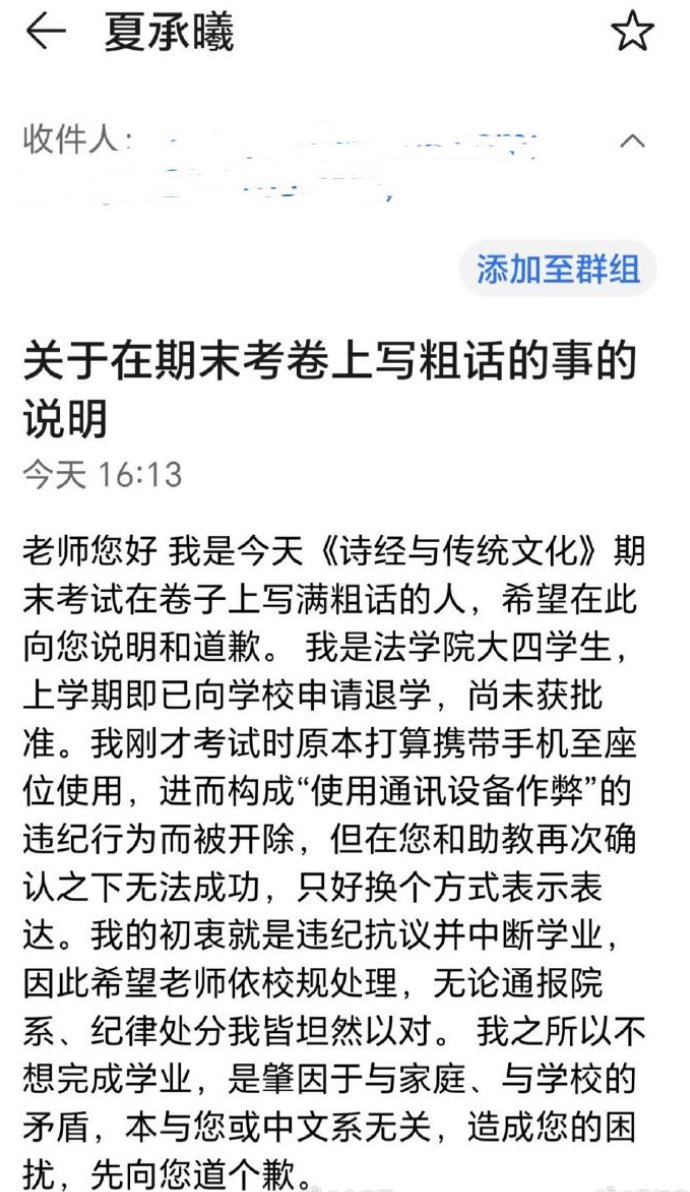 夏承曦
收件人:
添加至群组
关于在期末考卷上写粗话的事的
说明
今天 16:13
老师您好 我是今天《诗经与传统文化》期
末考试在卷子上写满粗话的人，希望在此
向您说明和道歉。 我是法学院大四学生，
上学期即已向学校申请退学，尚未获批
准。我刚才考试时原本打算携带手机至座
位使用，进而构成“使用通讯设备作弊”的
违纪行为而被开除，但在您和助教再次确
认之下无法成功，只好换个方式表示表
达。我的初衷就是违纪抗议并中断学业，
因此希望老师依校规处理，无论通报院
系、纪律处分我皆坦然以对。 我之所以不
想完成学业，是肇因于与家庭、与学校的
矛盾，本与您或中文系无关，造成您的困
扰，先向您道个歉。